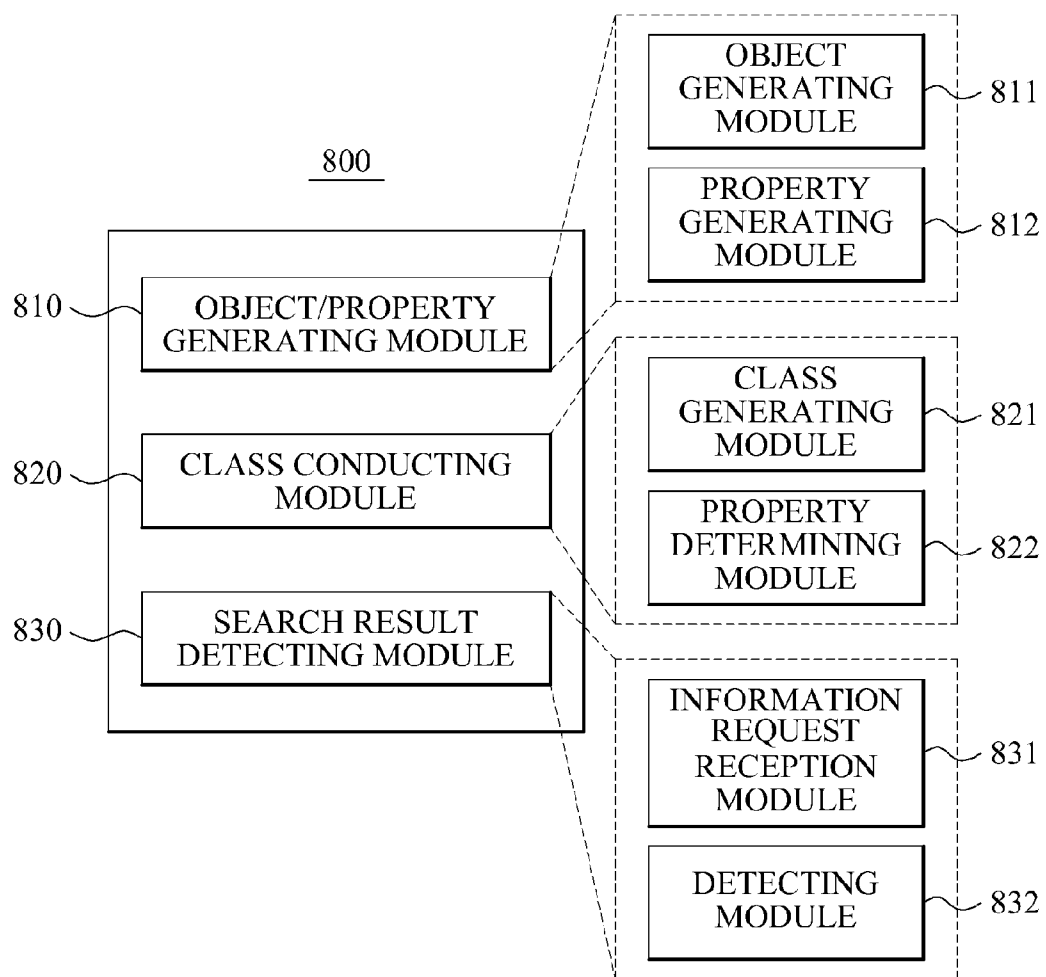 800
810
OBJECT/PROPERTY
GENERATING MODULE
820
CLASS CONDUCTING
MODULE
830
SEARCH RESULT
DETECTING MODULE
OBJECT
GENERATING
MODULE
811
PROPERTY
GENERATING
MODULE
812
CLASS
GENERATING
MODULE
821
PROPERTY
DETERMINING
MODULE
822
INFORMATION
REQUEST
RECEPTION
MODULE
831
DETECTING
MODULE
832